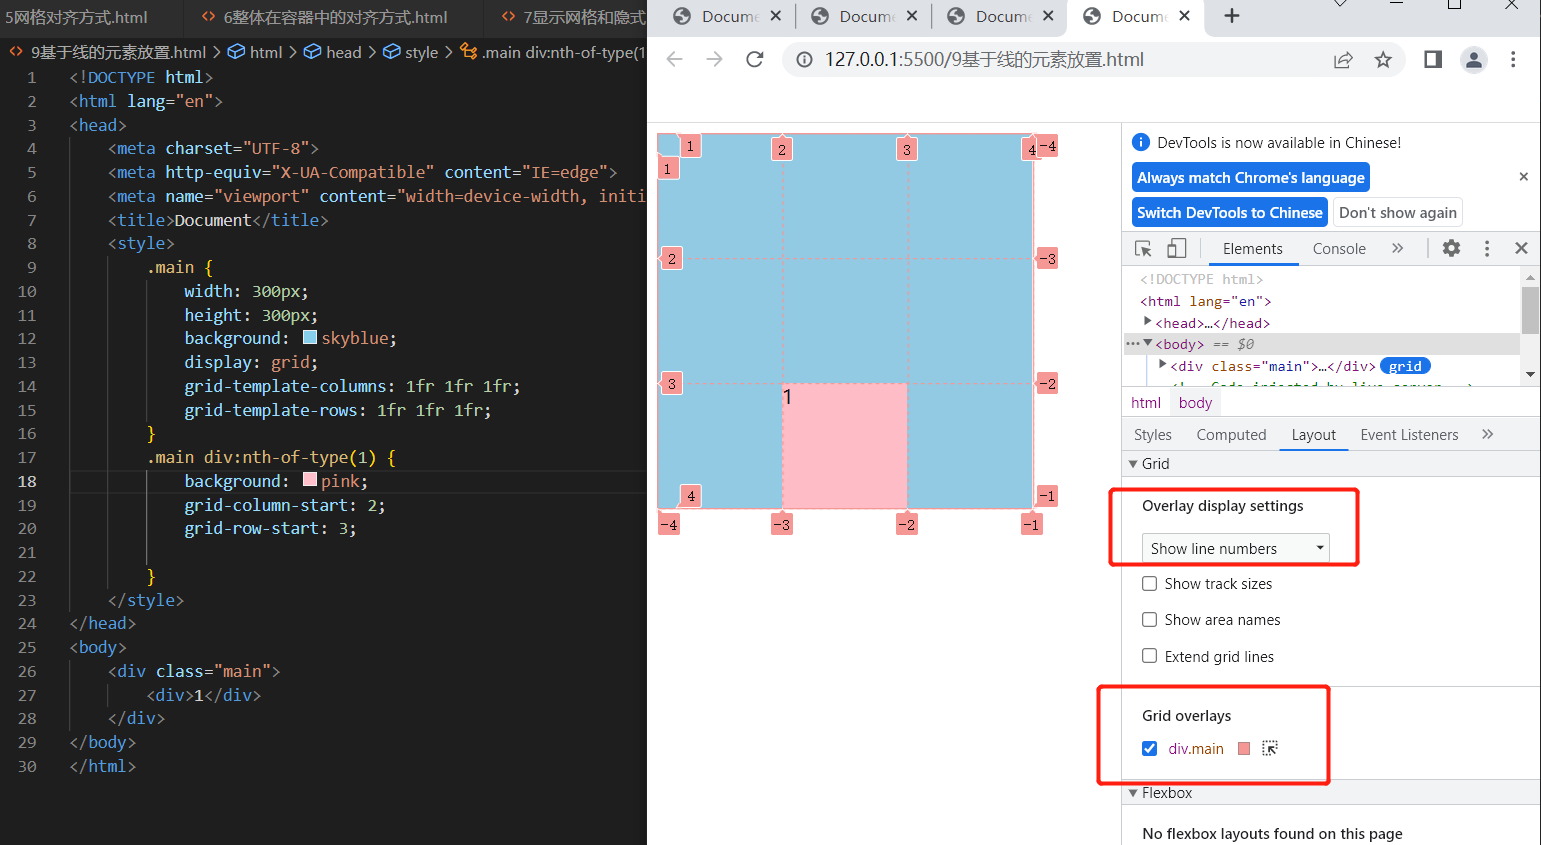 5网格对齐方式.html
6整体在容器中的对齐方式.html
7显示网格和隐式
9基于线的元素放置.html > html > head > style > .main div:nth-of-type(1
1 <!DOCTYPE html>
2 <html lang="en">
3 <head>
4 <meta charset="UTF-8">
5 <meta http-equiv="X-UA-Compatible" content="IE=edge">
6 <meta name="viewport" content="width=device-width, initi
7 <title>Document</title>
8 <style>
9 .main {
10 width: 300px;
11 height: 300px;
12 background: skyblue;
13 display: grid;
14 grid-template-columns: 1fr 1fr 1fr;
15 grid-template-rows: 1fr 1fr 1fr;
16 }
17 .main div:nth-of-type(1) {
18 background: pink;
19 grid-column-start: 2;
20 grid-row-start: 3;
21
22 }
23 </style>
24 </head>
25 <body>
26 <div class="main">
27 <div>1</div>
28 </div>
29 </body>
30 </html>
Docume
Docume
Docume
Docume
127.0.0.1:5500/9基于线的元素放置.html
1 2 3 4 -4
1
2 -3
3 -2
1
4 -1
-4 -3 -2 -1
DevTools is now available in Chinese!
Always match Chrome's language
Switch DevTools to Chinese
Don't show again
Elements
Console
<!DOCTYPE html>
<html lang="en">
<head>…</head>
<body> == $0
<div class="main">…</div> grid
<!-- Code injected by live-server -->
html
body
Styles
Computed
Layout
Event Listeners
Grid
Overlay display settings
Show line numbers
Show track sizes
Show area names
Extend grid lines
Grid overlays
div.main
Flexbox
No flexbox layouts found on this page